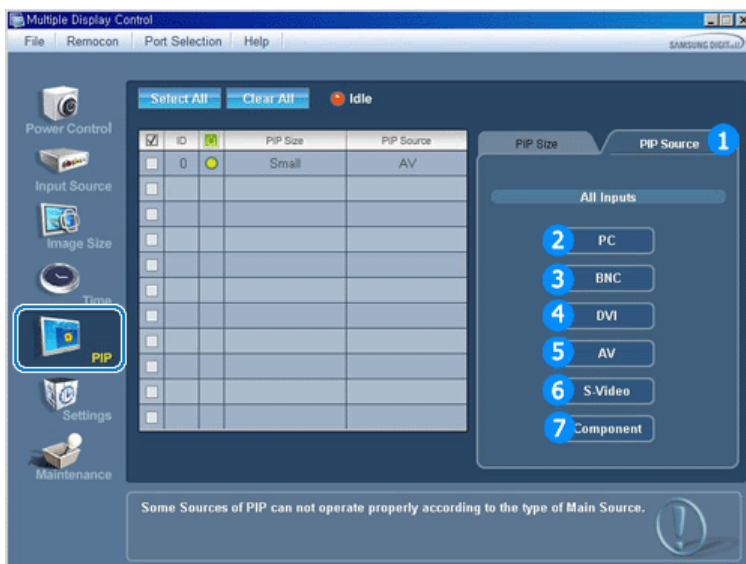 Multiple Display Control
File Remocon Port Selection Help
SAMSUNG DIGITall
Select All Clear All Idle
Power Control
Input Source
Image Size
Time
PIP
Settings
Maintenance
ID PIP Size PIP Source
0 Small AV
PIP Size PIP Source 1
All Inputs
2 PC
3 BNC
4 DVI
5 AV
6 S-Video
7 Component
Some Sources of PIP can not operate properly according to the type of Main Source.